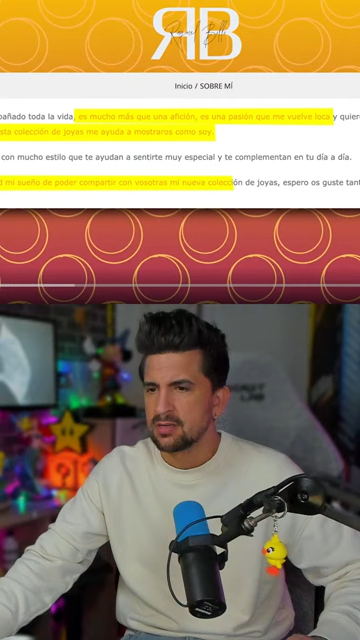 RB
Inicio / SOBRE MÍ
pañado toda la vida, es mucho más que una afición, es una pasión que me vuelve loca y quier
sta colección de joyas me ayuda a mostraros como soy.
con mucho estilo que te ayudan a sentirte muy especial y te complementan en tu día a día.
d mi sueño de poder compartir con vosotras mi nueva colección de joyas, espero os guste tant